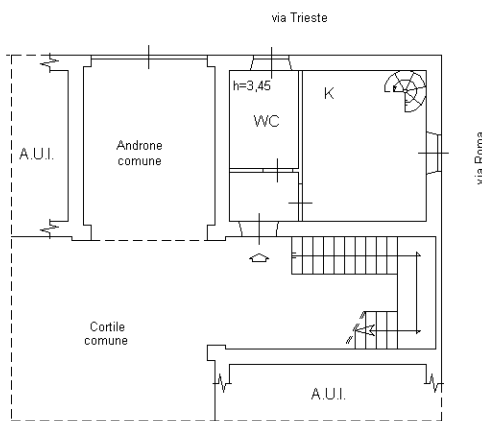 via Trieste
h=3,45
K
WC
Androne
comune
A.U.I.
via Roma
Cortile
comune
A.U.I.